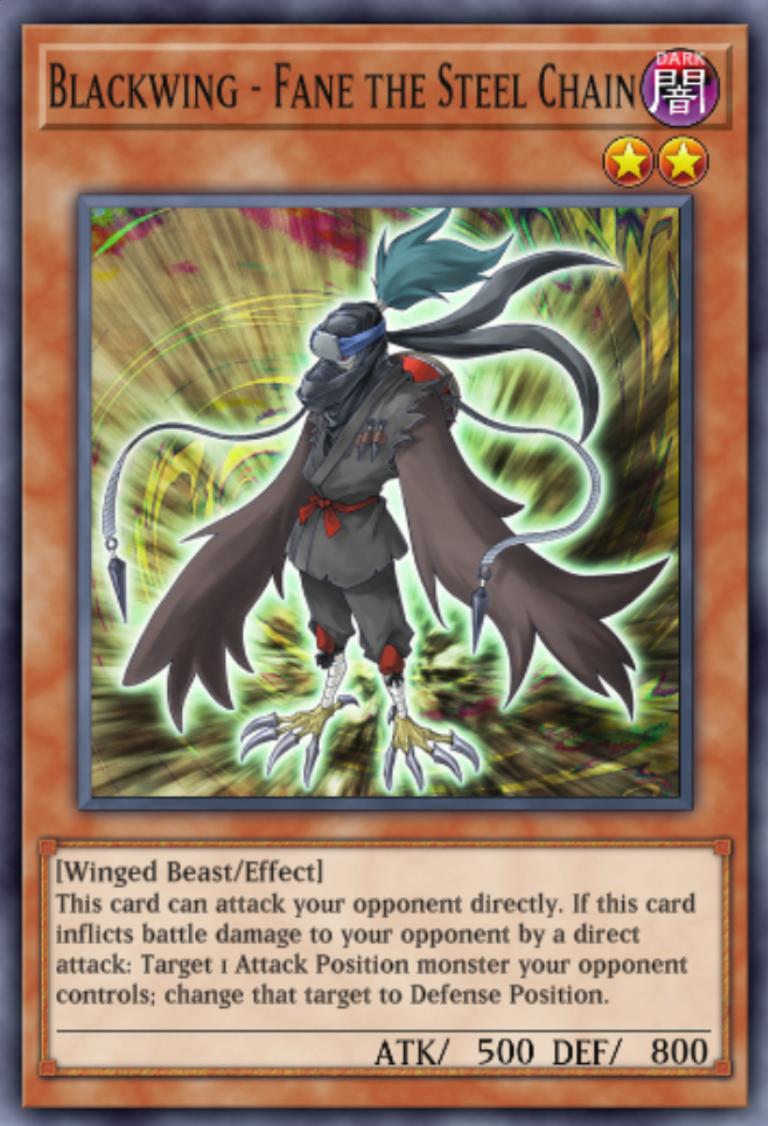 Blackwing - Fane the Steel Chain
DARK
闇
[Winged Beast/Effect]
This card can attack your opponent directly. If this card
inflicts battle damage to your opponent by a direct
attack: Target 1 Attack Position monster your opponent
controls; change that target to Defense Position.
ATK/ 500 DEF/ 800